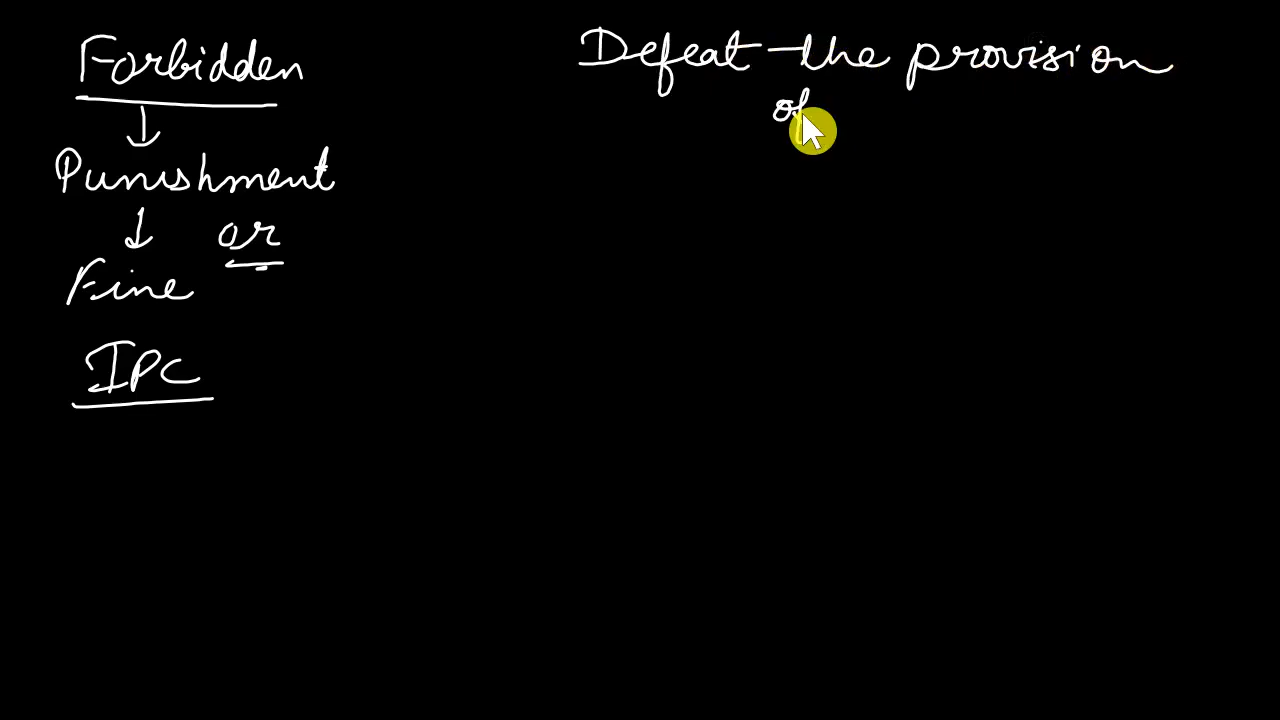 Forbidden
↓
Punishment
↓ or
Fine
IPC
Defeat the provision
of